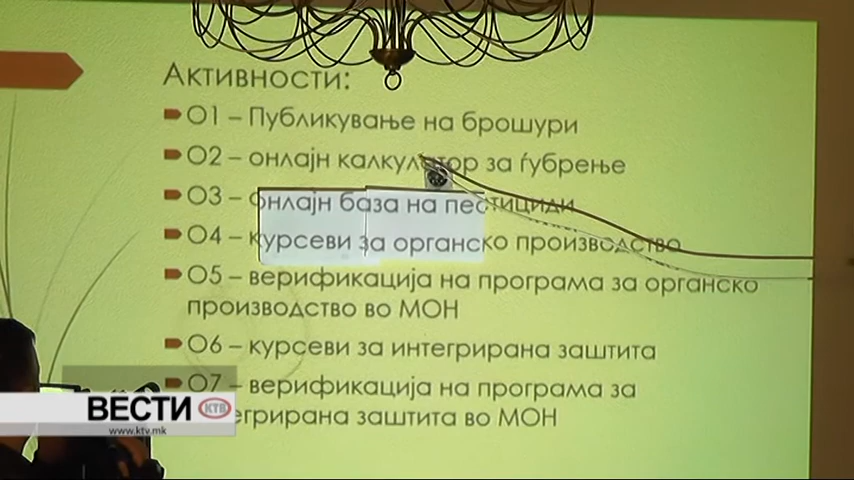 Активности:
О1 – Публикување на брошури
О2 – онлајн калкулатор за ѓубрење
О3 – онлајн база на пестициди
О4 – курсеви за органско производство
О5 – верификација на програма за органско
производство во МОН
О6 – курсеви за интегрирана заштита
О7 – верификација на програма за
егрирана заштита во МОН
ВЕСТИ КТВ
www.ktv.mk